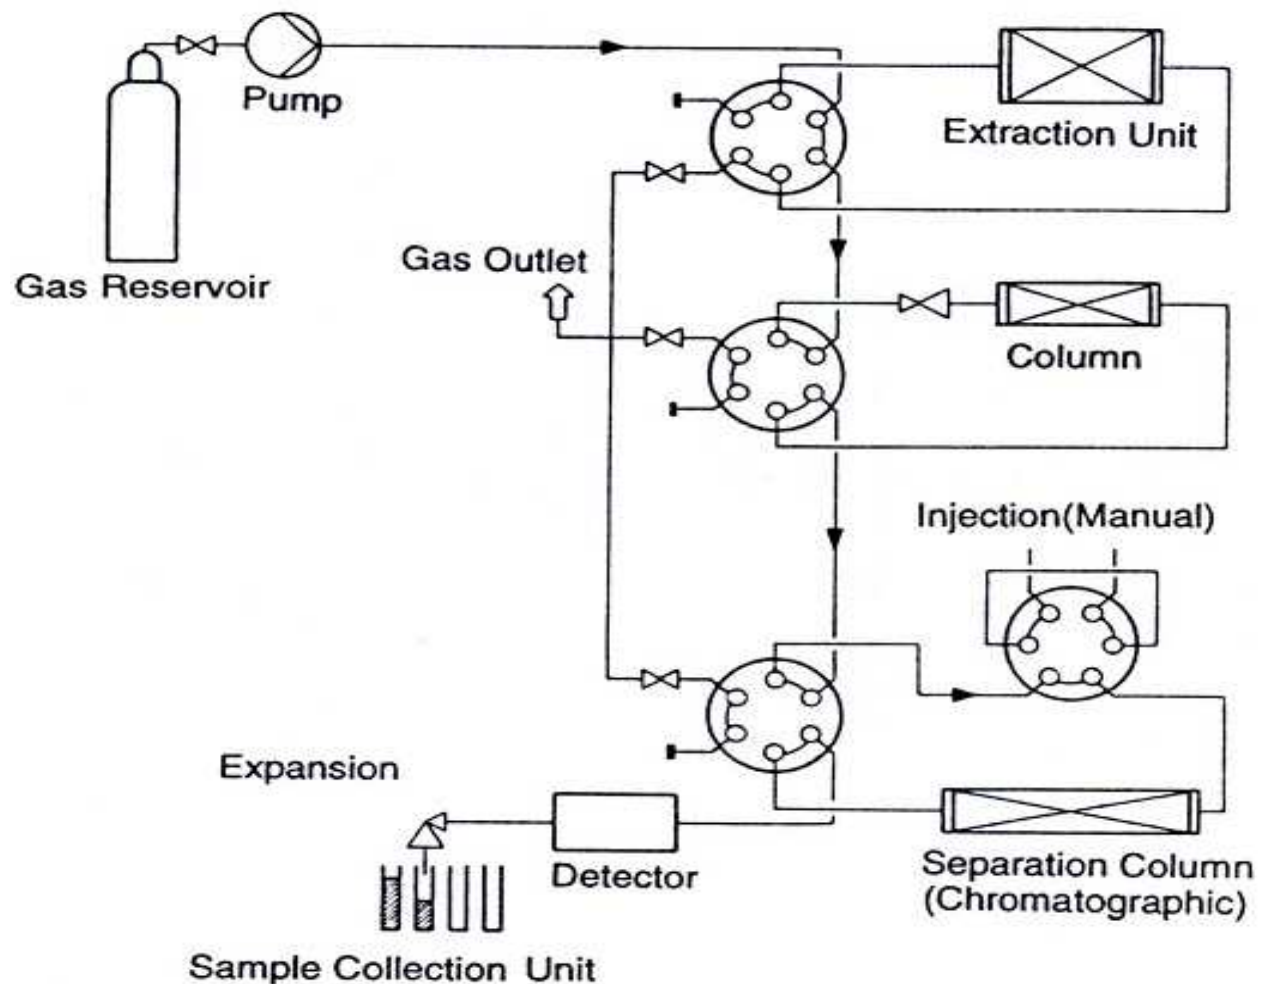 Pump
Extraction Unit
Gas Reservoir
Gas Outlet
Column
Injection(Manual)
Expansion
Detector
Separation Column
(Chromatographic)
Sample Collection Unit